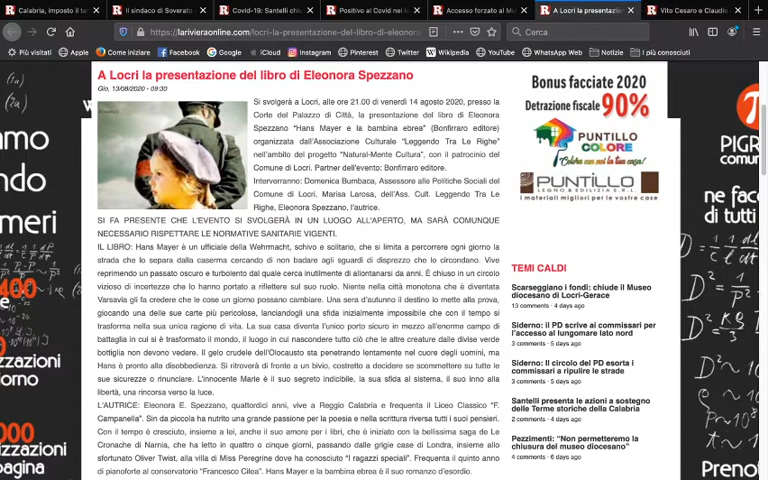 Calabria, imposto il ta
Il sindaco di Soverato
Covid-19: Santelli chiu
Positivo al Covid nei lo
Accesso forzato al Mu
A Locri la presentazion
Vito Cesaro e Claudio
https://larivieraonline.com/locri-la-presentazione-del-libro-di-eleonora-
Cerca
Più visitati
Apple
Come iniziare
Facebook
Google
iCloud
Instagram
Pinterest
Twitter
Wikipedia
YouTube
WhatsApp Web
Notizie
I più conosciuti
A Locri la presentazione del libro di Eleonora Spezzano
Gio, 13/08/2020 - 09:30
Si svolgerà a Locri, alle ore 21.00 di venerdì 14 agosto 2020, presso la
Corte del Palazzo di Città, la presentazione del libro di Eleonora
Spezzano "Hans Mayer e la bambina ebrea" (Bonfirraro editore)
organizzata dall'Associazione Culturale "Leggendo Tra Le Righe"
nell'ambito del progetto "Natural-Mente Cultura", con il patrocinio del
Comune di Locri. Partner dell'evento: Bonfirraro editore.
Interverranno: Domenica Bumbaca, Assessore alle Politiche Sociali del
Comune di Locri, Marisa Larosa, dell'Ass. Cult. Leggendo Tra Le
Righe, Eleonora Spezzano, l'autrice.
SI FA PRESENTE CHE L'EVENTO SI SVOLGERÀ IN UN LUOGO ALL'APERTO, MA SARÀ COMUNQUE
NECESSARIO RISPETTARE LE NORMATIVE SANITARIE VIGENTI.
IL LIBRO: Hans Mayer è un ufficiale della Wehrmacht, schivo e solitario, che si limita a percorrere ogni giorno la
strada che lo separa dalla caserma cercando di non badare agli sguardi di disprezzo che lo circondano. Vive
reprimendo un passato oscuro e turbolento dal quale cerca inutilmente di allontanarsi da anni. È chiuso in un circolo
vizioso di incertezze che lo hanno portato a riflettere sul suo ruolo. Niente nella città monotona che è diventata
Varsavia gli fa credere che le cose un giorno possano cambiare. Una sera d'autunno il destino lo mette alla prova,
giocando una delle sue carte più pericolose, lanciandogli una sfida inizialmente impossibile che con il tempo si
trasforma nella sua unica ragione di vita. La sua casa diventa l'unico porto sicuro in mezzo all'enorme campo di
battaglia in cui si è trasformato il mondo, il luogo in cui nascondere tutto ciò che le altre creature dalle divise verde
bottiglia non devono vedere. Il gelo crudele dell'Olocausto sta penetrando lentamente nel cuore degli uomini, ma
Hans è pronto alla disobbedienza. Si ritroverà di fronte a un bivio, costretto a decidere se scommettere su tutte le
sue sicurezze o rinunciare. L'innocente Marie è il suo segreto indicibile, la sua sfida al sistema, il suo inno alla
libertà, una rincorsa verso la luce.
L'AUTRICE: Eleonora E. Spezzano, quattordici anni, vive a Reggio Calabria e frequenta il Liceo Classico "F.
Campanella". Sin da piccola ha nutrito una grande passione per la poesia e nella scrittura riversa tutti i suoi pensieri.
Con il tempo è cresciuto, insieme a lei, anche il suo amore per i libri, che è iniziato con la bellissima saga de Le
Cronache di Narnia, che ha letto in quattro o cinque giorni, passando dalle grigie case di Londra, insieme allo
sfortunato Oliver Twist, alla villa di Miss Peregrine dove ha conosciuto "I ragazzi speciali". Frequenta il quinto anno
di pianoforte al conservatorio "Francesco Cilea". Hans Mayer e la bambina ebrea è il suo romanzo d'esordio.
Bonus facciate 2020
Detrazione fiscale 90%
PUNTILLO
COLORE
Colora con noi la tua casa!
PUNTILLO
LEGNO & EDILIZIA S.R.L.
i materiali migliori per le vostre case
TEMI CALDI
Scarseggiano i fondi: chiude il Museo
diocesano di Locri-Gerace
13 comments · 4 days ago
Siderno: il PD scrive ai commissari per
l'accesso al lungomare lato nord
3 comments · 5 days ago
Siderno: Il circolo del PD esorta i
commissari a ripulire le strade
3 comments · 5 days ago
Santelli presenta le azioni a sostegno
delle Terme storiche della Calabria
2 comments · 4 days ago
Pezzimenti: "Non permetteremo la
chiusura del museo diocesano"
4 comments · 6 days ago
amo
ndo
meri
400
zzazioni
iorno
000
lizzazioni
pagina
π
PIGR
comun
ne fac
di tutti
Prenot